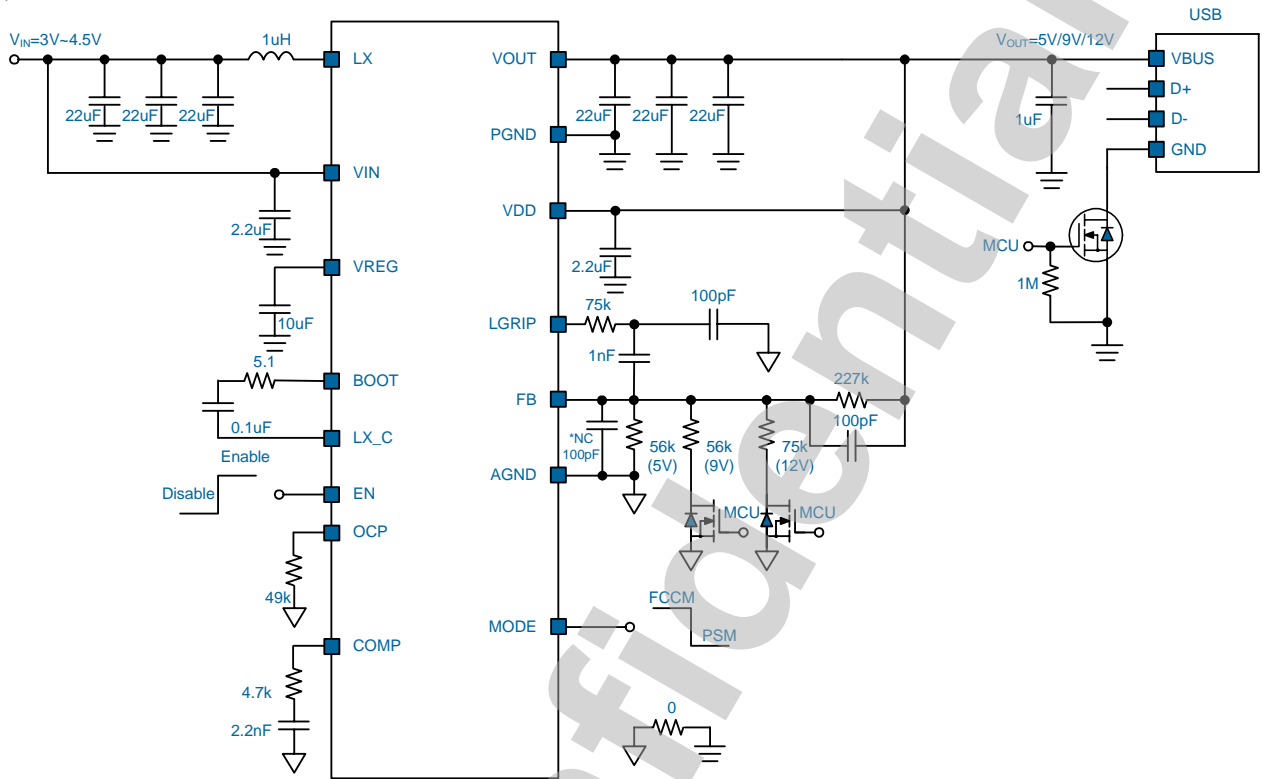 USB
V_IN=3V~4.5V
1uH
LX
VOUT
V_OUT=5V/9V/12V
VBUS
D+
D-
GND
22uF
22uF
22uF
22uF
22uF
22uF
1uF
PGND
VIN
2.2uF
VDD
2.2uF
MCU
1M
VREG
10uF
LGRIP
75k
100pF
1nF
5.1
BOOT
0.1uF
LX_C
FB
227k
100pF
*NC
100pF
56k
(5V)
56k
(9V)
75k
(12V)
AGND
Enable
Disable
EN
MCU
MCU
OCP
49k
FCCM
PSM
MODE
COMP
4.7k
2.2nF
0
fidential